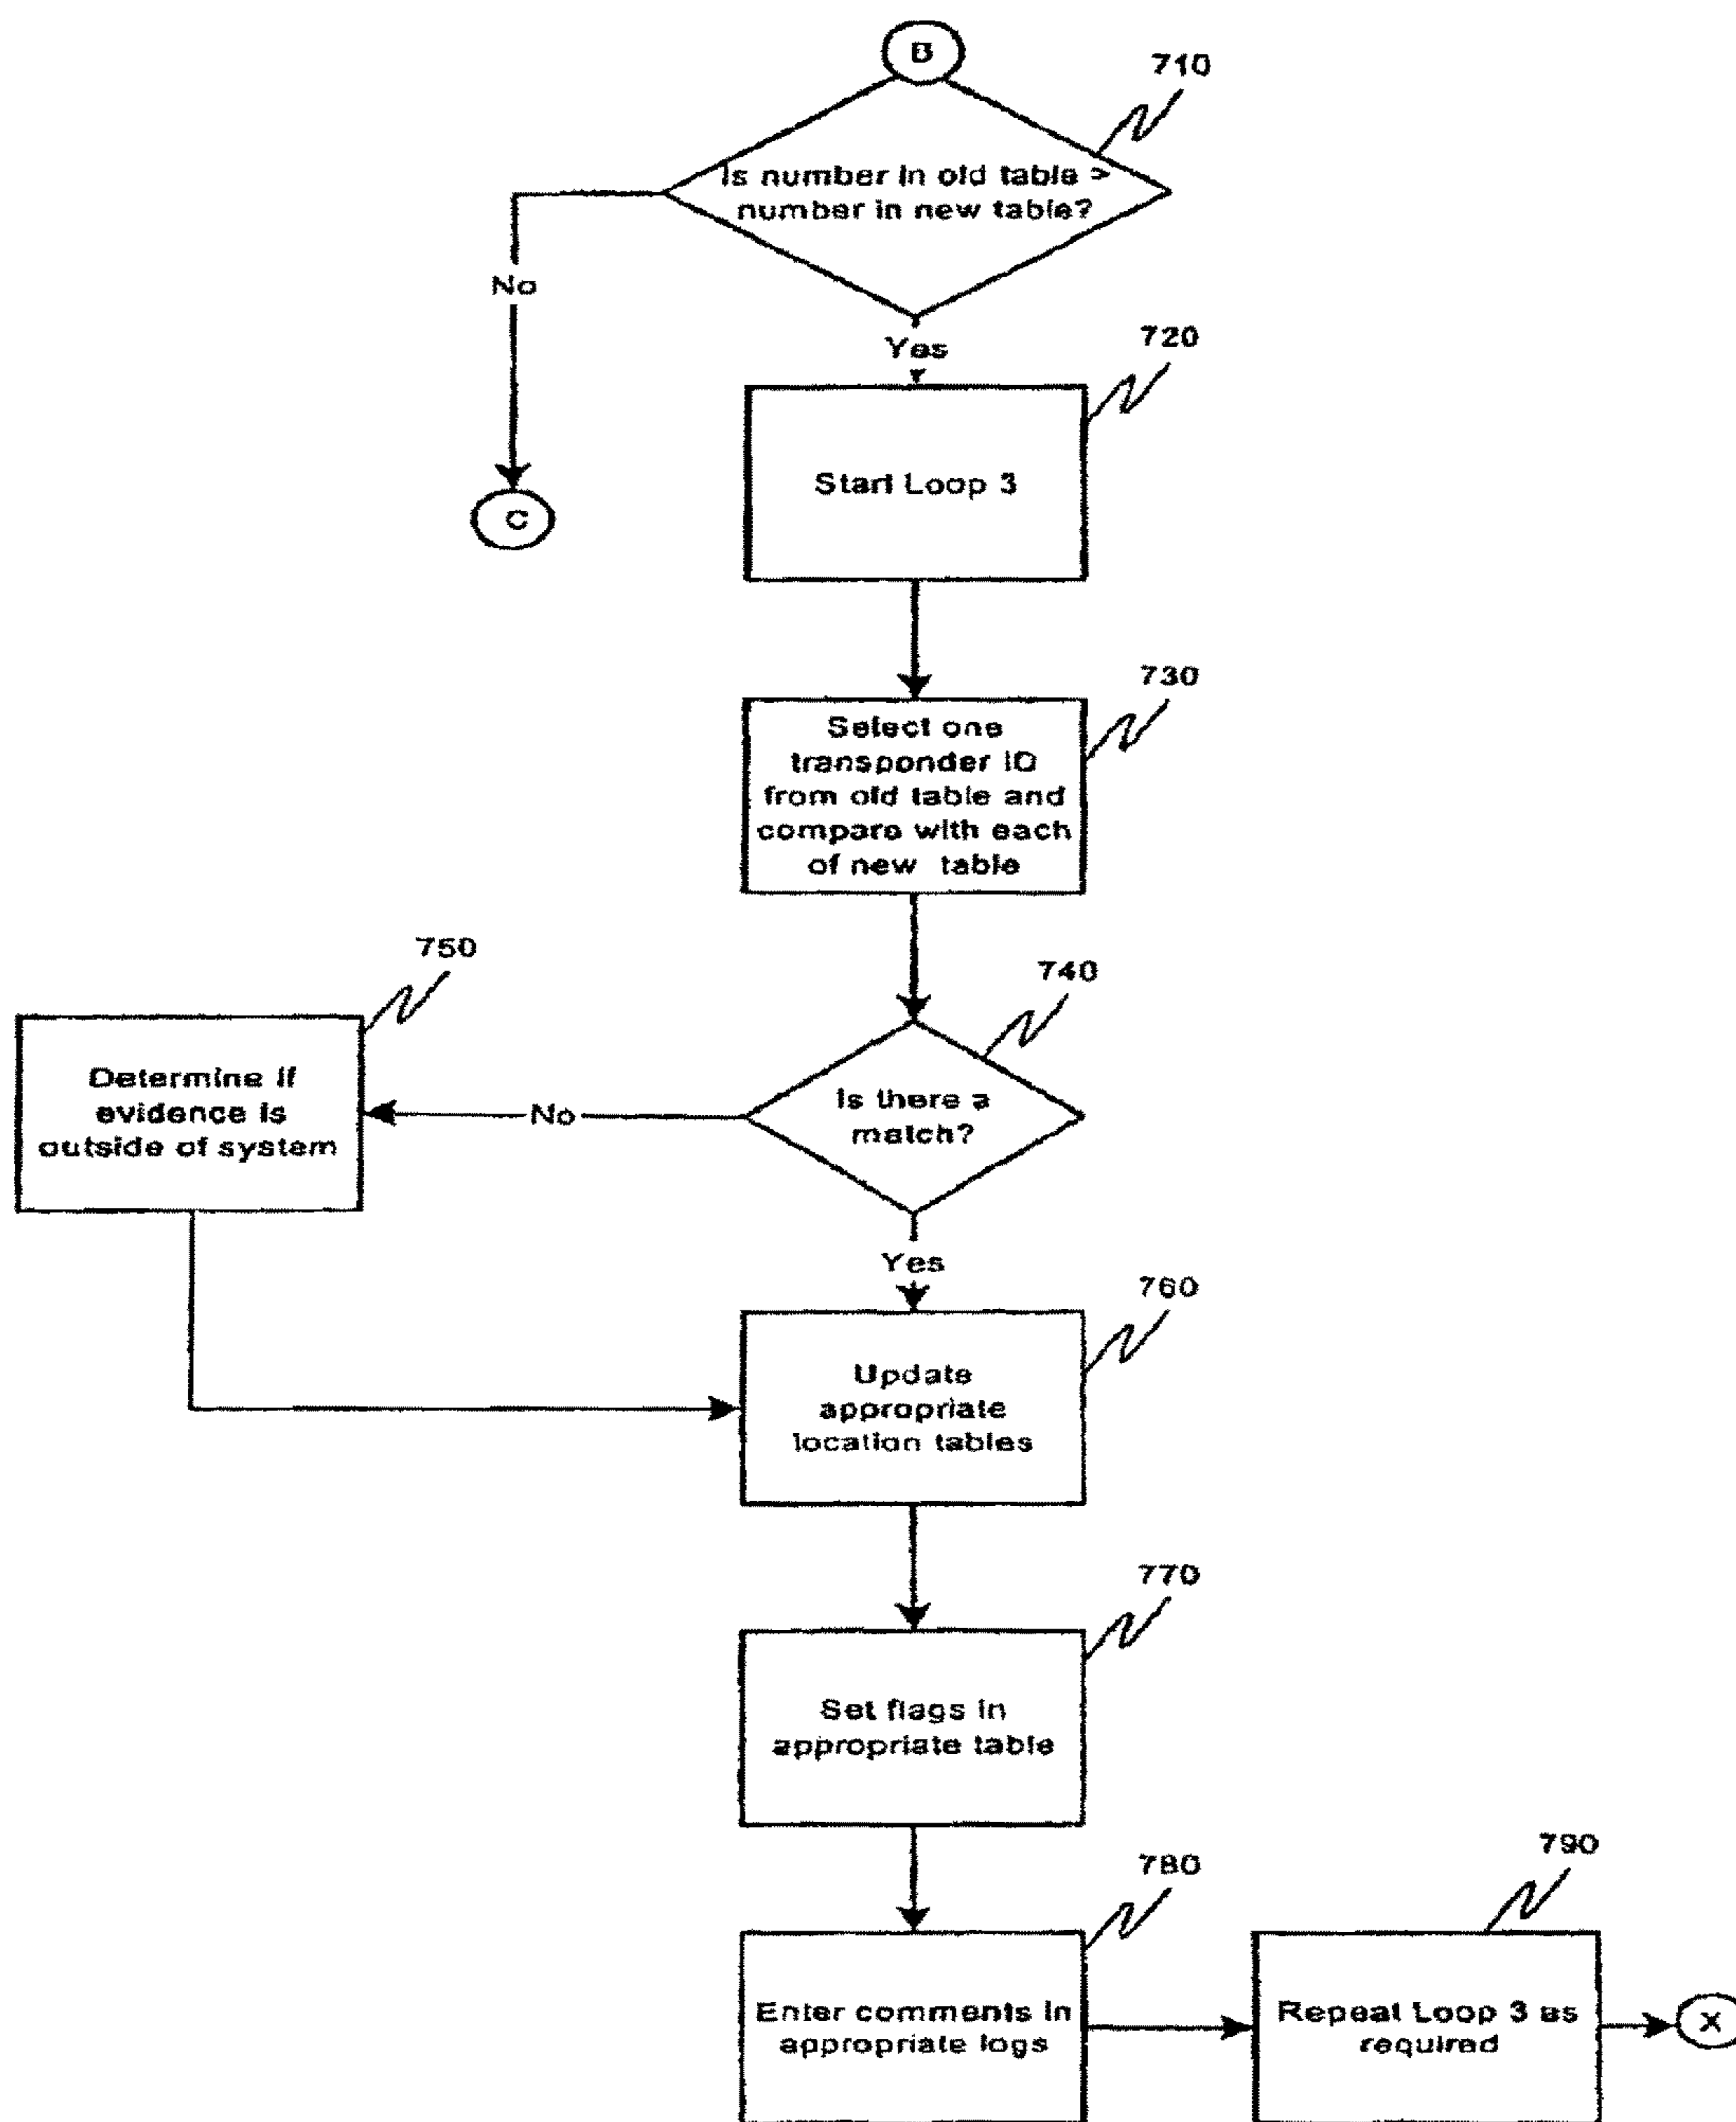 B
710
Is number in old table >
number in new table?
No
Yes
720
Start Loop 3
C
730
Select one
transponder ID
from old table and
compare with each
of new table
750
740
Determine if
evidence is
outside of system
No
Is there a
match?
Yes
760
Update
appropriate
location tables
770
Set flags in
appropriate table
780
790
Enter comments in
appropriate logs
Repeat Loop 3 as
required
X